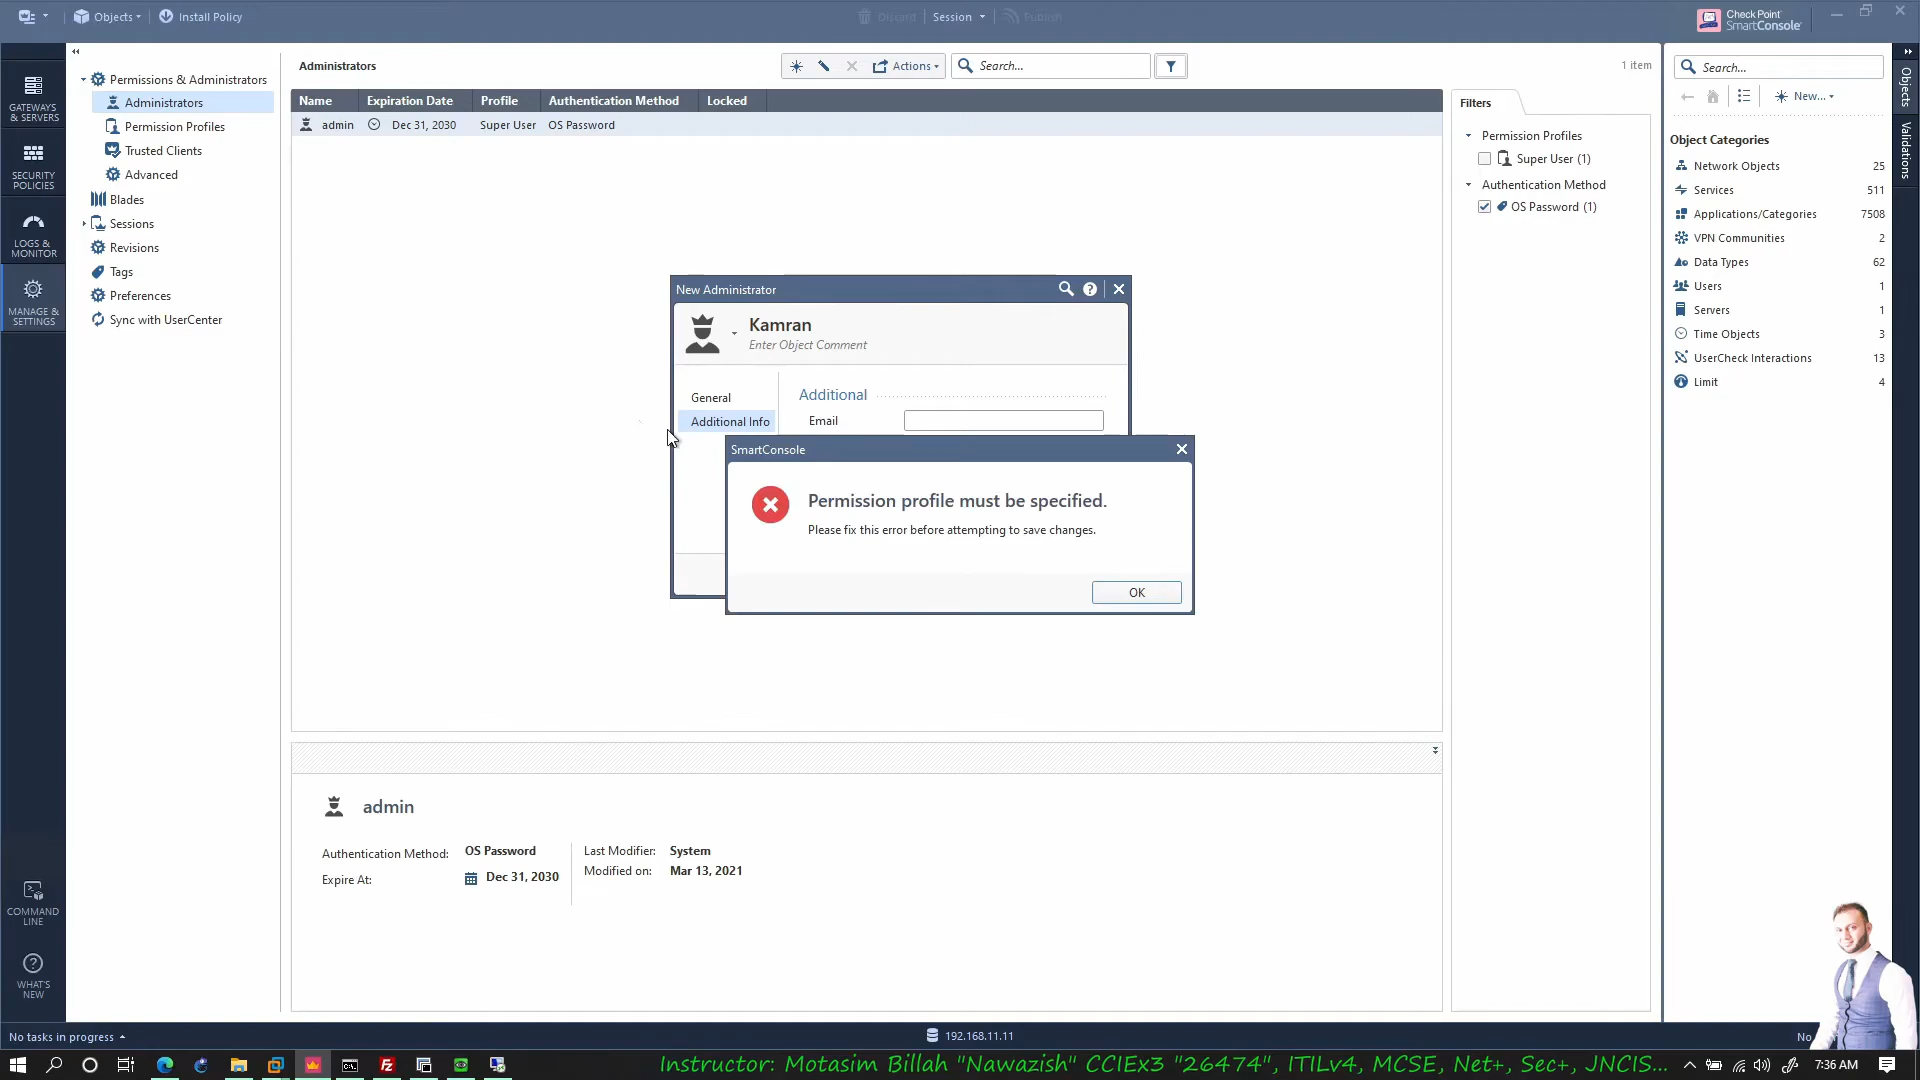 Objects
Install Policy
Discard
Session
Publish
Check Point
SmartConsole
GATEWAYS
& SERVERS
SECURITY
POLICIES
LOGS &
MONITOR
MANAGE &
SETTINGS
COMMAND
LINE
WHAT'S
NEW
Permissions & Administrators
Administrators
Permission Profiles
Trusted Clients
Advanced
Blades
Sessions
Revisions
Tags
Preferences
Sync with UserCenter
Administrators
Actions
Search...
1 item
Name Expiration Date Profile Authentication Method Locked
admin Dec 31, 2030 Super User OS Password
New Administrator
Kamran
Enter Object Comment
General
Additional Info
Additional
Email
SmartConsole
Permission profile must be specified.
Please fix this error before attempting to save changes.
OK
admin
Authentication Method: OS Password
Expire At: Dec 31, 2030
Last Modifier: System
Modified on: Mar 13, 2021
Filters
Permission Profiles
Super User (1)
Authentication Method
OS Password (1)
Search...
New...
Object Categories
Network Objects 25
Services 511
Applications/Categories 7508
VPN Communities 2
Data Types 62
Users 1
Servers 1
Time Objects 3
UserCheck Interactions 13
Limit 4
Objects
Validations
No tasks in progress
192.168.11.11
No
Instructor: Motasim Billah "Nawazish" CCIEx3 "26474", ITILv4, MCSE, Net+, Sec+, JNCIS...
7:36 AM